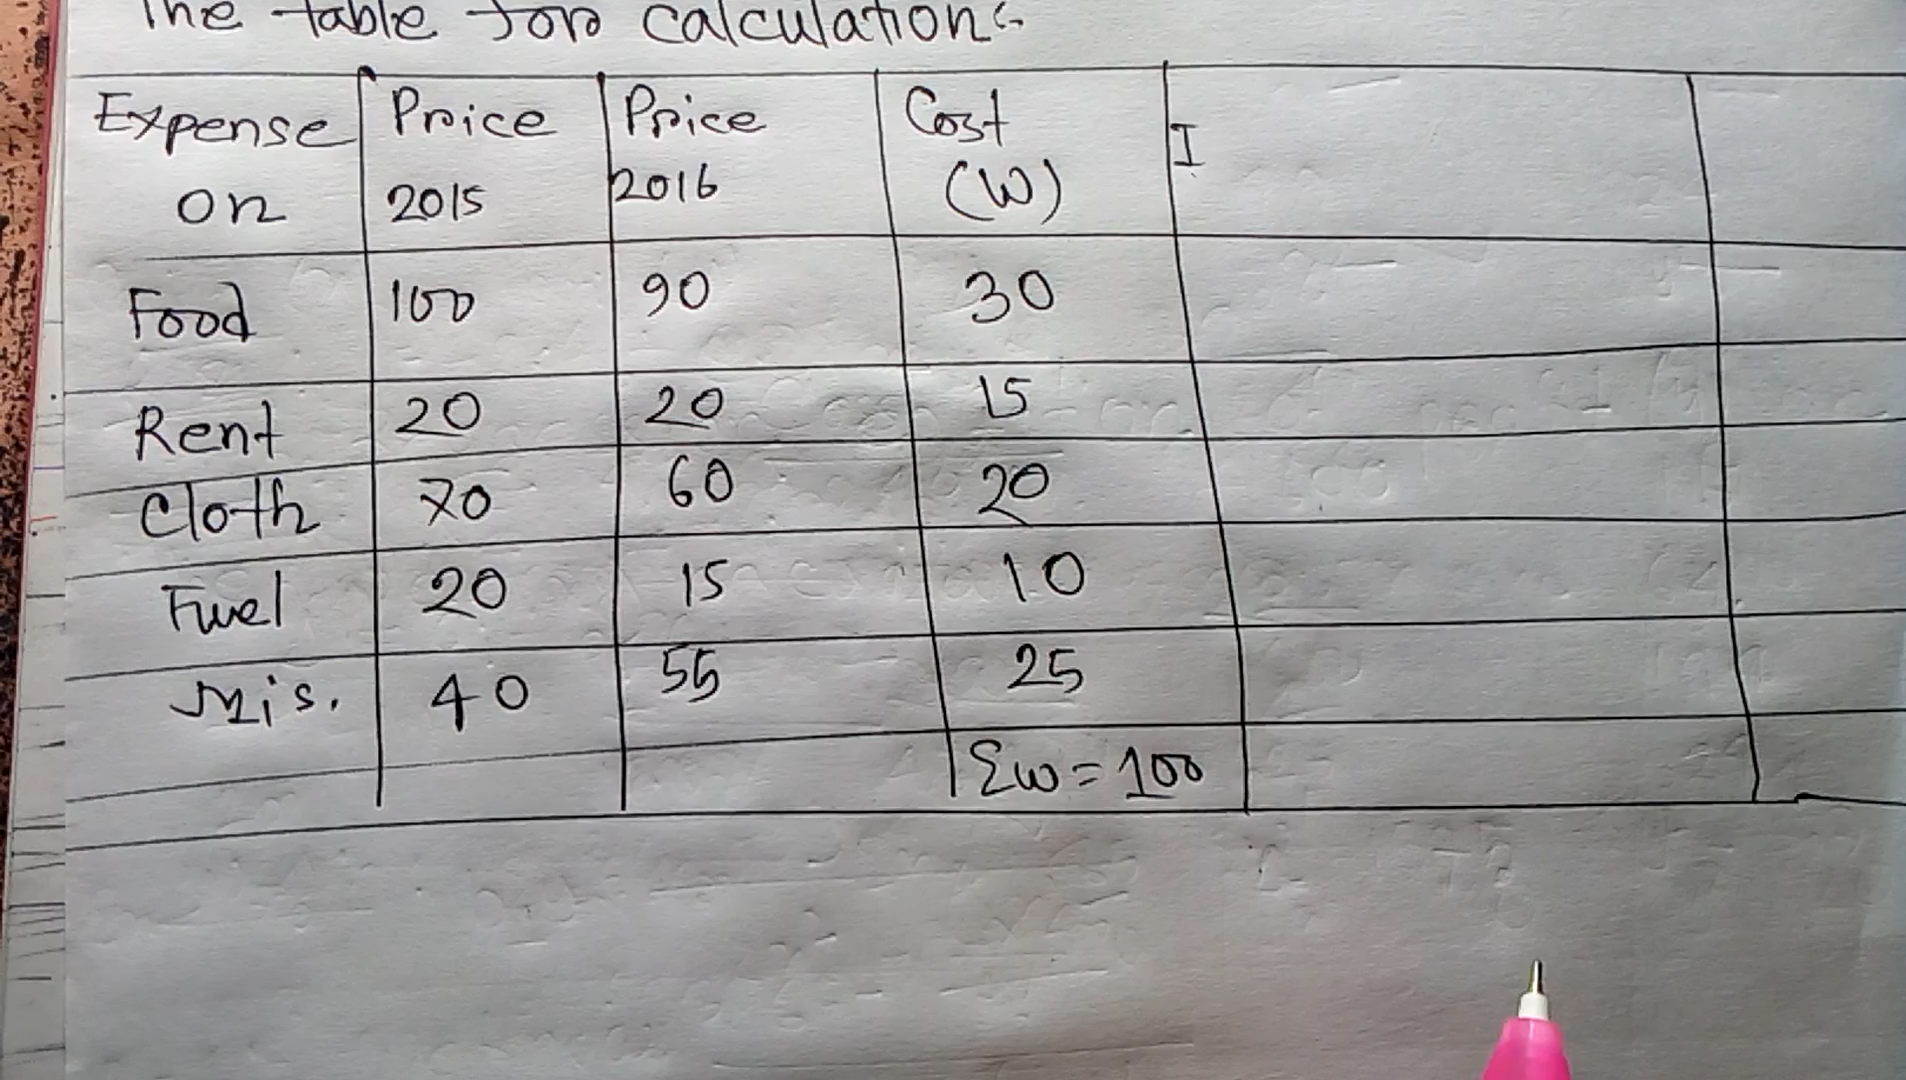 The table for calculation:
Expense on | Price 2015 | Price 2016 | Cost (W) | I
Food | 100 | 90 | 30
Rent | 20 | 20 | 15
Cloth | 70 | 60 | 20
Fuel | 20 | 15 | 10
Mis. | 40 | 55 | 25
Σw = 100